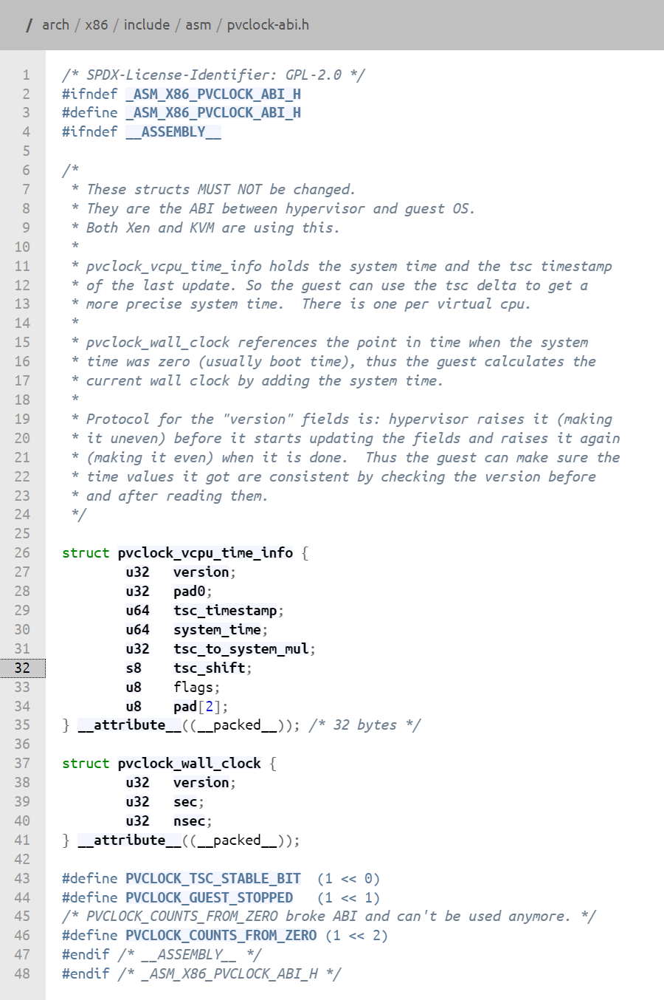 / arch / x86 / include / asm / pvclock-abi.h
1 /* SPDX-License-Identifier: GPL-2.0 */
2 #ifndef _ASM_X86_PVCLOCK_ABI_H
3 #define _ASM_X86_PVCLOCK_ABI_H
4 #ifndef __ASSEMBLY__
5
6 /*
7  * These structs MUST NOT be changed.
8  * They are the ABI between hypervisor and guest OS.
9  * Both Xen and KVM are using this.
10  *
11  * pvclock_vcpu_time_info holds the system time and the tsc timestamp
12  * of the last update. So the guest can use the tsc delta to get a
13  * more precise system time.  There is one per virtual cpu.
14  *
15  * pvclock_wall_clock references the point in time when the system
16  * time was zero (usually boot time), thus the guest calculates the
17  * current wall clock by adding the system time.
18  *
19  * Protocol for the "version" fields is: hypervisor raises it (making
20  * it uneven) before it starts updating the fields and raises it again
21  * (making it even) when it is done.  Thus the guest can make sure the
22  * time values it got are consistent by checking the version before
23  * and after reading them.
24  */
25
26 struct pvclock_vcpu_time_info {
27         u32   version;
28         u32   pad0;
29         u64   tsc_timestamp;
30         u64   system_time;
31         u32   tsc_to_system_mul;
32         s8    tsc_shift;
33         u8    flags;
34         u8    pad[2];
35 } __attribute__((__packed__)); /* 32 bytes */
36
37 struct pvclock_wall_clock {
38         u32   version;
39         u32   sec;
40         u32   nsec;
41 } __attribute__((__packed__));
42
43 #define PVCLOCK_TSC_STABLE_BIT  (1 << 0)
44 #define PVCLOCK_GUEST_STOPPED   (1 << 1)
45 /* PVCLOCK_COUNTS_FROM_ZERO broke ABI and can't be used anymore. */
46 #define PVCLOCK_COUNTS_FROM_ZERO (1 << 2)
47 #endif /* __ASSEMBLY__ */
48 #endif /* _ASM_X86_PVCLOCK_ABI_H */